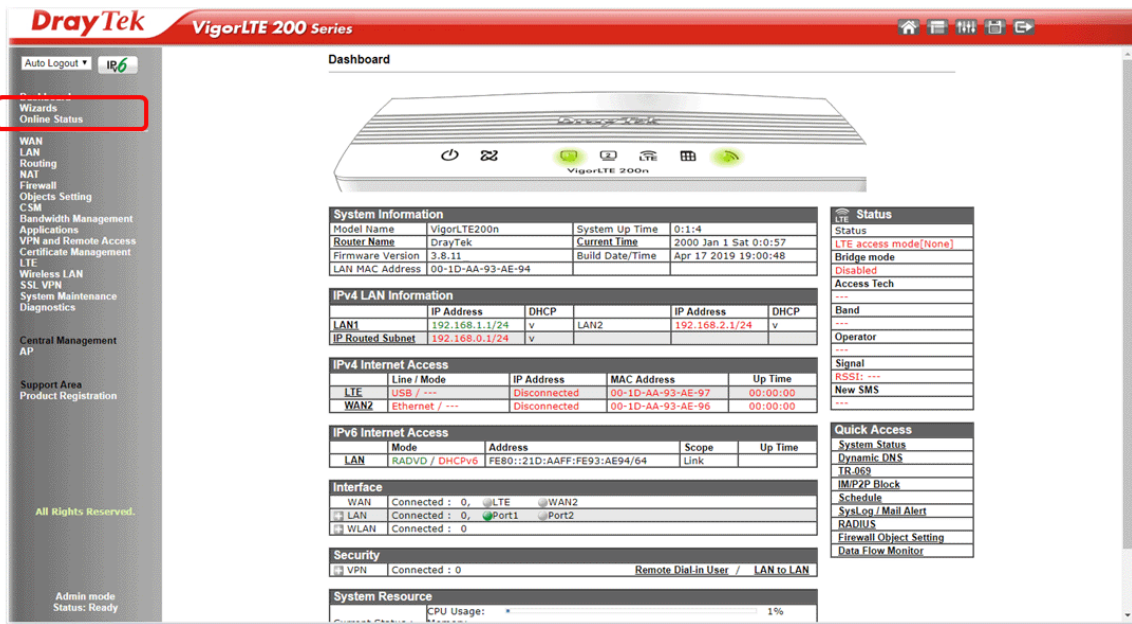 DrayTek VigorLTE 200 Series
Auto Logout IPv6
Dashboard
Wizards
Online Status
WAN
LAN
Routing
NAT
Firewall
Objects Setting
CSM
Bandwidth Management
Applications
VPN and Remote Access
Certificate Management
LTE
Wireless LAN
SSL VPN
System Maintenance
Diagnostics
Central Management
AP
Support Area
Product Registration
All Rights Reserved.
Admin mode
Status: Ready
Dashboard
DrayTek
LTE
VigorLTE 200n
System Information
Model Name VigorLTE200n System Up Time 0:1:4
Router Name DrayTek Current Time 2000 Jan 1 Sat 0:0:57
Firmware Version 3.8.11_ Build Date/Time Apr 17 2019 19:00:48
LAN MAC Address 00-1D-AA-93-AE-94
IPv4 LAN Information
IP Address DHCP IP Address DHCP
LAN1 192.168.1.1/24 v LAN2 192.168.2.1/24 v
IP Routed Subnet 192.168.0.1/24 v
IPv4 Internet Access
Line / Mode IP Address MAC Address Up Time
LTE USB / --- Disconnected 00-1D-AA-93-AE-97 00:00:00
WAN2 Ethernet / --- Disconnected 00-1D-AA-93-AE-96 00:00:00
IPv6 Internet Access
Mode Address Scope Up Time
LAN RADVD / DHCPv6 FE80::21D:AAFF:FE93:AE94/64 Link
Interface
WAN Connected : 0, LTE WAN2
LAN Connected : 0, Port1 Port2
WLAN Connected : 0
Security
VPN Connected : 0 Remote Dial-in User / LAN to LAN
System Resource
CPU Usage: 1%
Current Status : Memory
LTE Status
Status
LTE access mode[None]
Bridge mode
Disabled
Access Tech
---
Band
---
Operator
---
Signal
RSSI: ---
New SMS
---
Quick Access
System Status
Dynamic DNS
TR-069
IM/P2P Block
Schedule
SysLog / Mail Alert
RADIUS
Firewall Object Setting
Data Flow Monitor